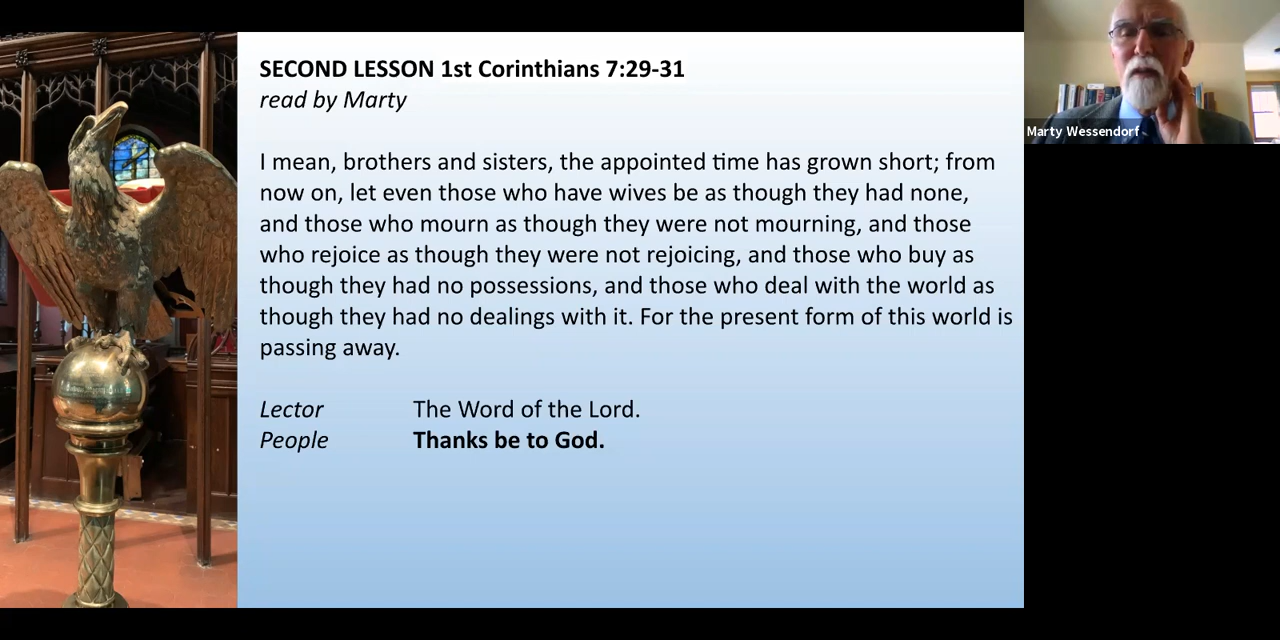 SECOND LESSON 1st Corinthians 7:29-31
read by Marty
I mean, brothers and sisters, the appointed time has grown short; from
now on, let even those who have wives be as though they had none,
and those who mourn as though they were not mourning, and those
who rejoice as though they were not rejoicing, and those who buy as
though they had no possessions, and those who deal with the world as
though they had no dealings with it. For the present form of this world is
passing away.
Lector The Word of the Lord.
People Thanks be to God.
Marty Wessendorf